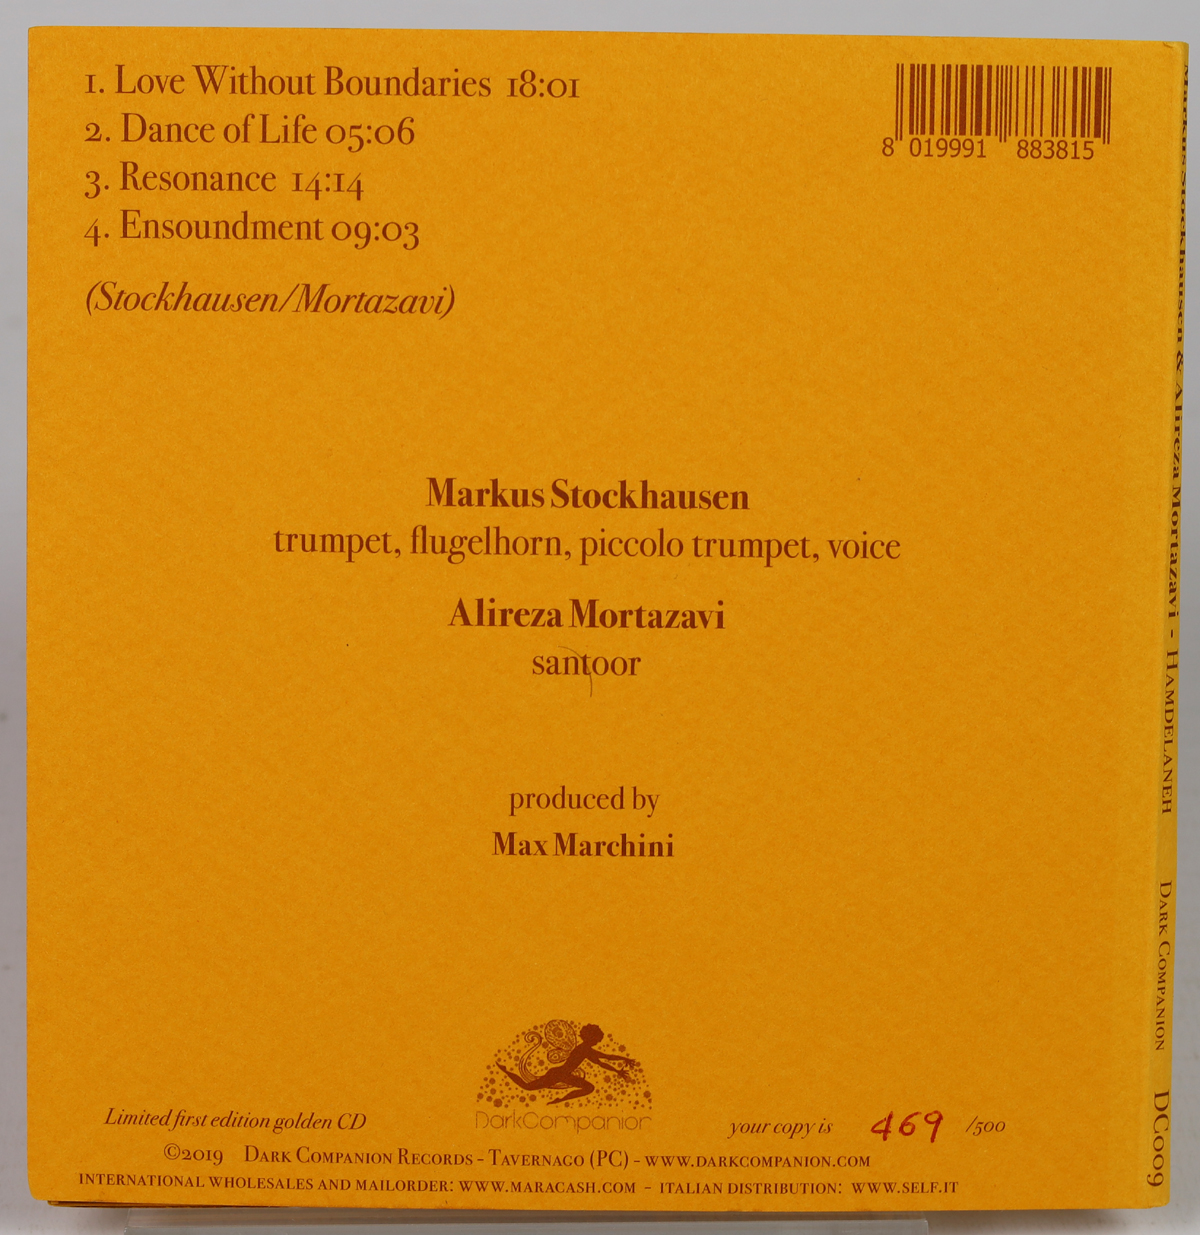 1. Love Without Boundaries 18:01
2. Dance of Life 05:06
3. Resonance 14:14
4. Ensoundment 09:03
(Stockhausen/Mortazavi)
8 019991 883815
Markus Stockhausen
trumpet, flugelhorn, piccolo trumpet, voice
Alireza Mortazavi
santoor
produced by
Max Marchini
DarkCompanion
Limited first edition golden CD
your copy is 469 /500
©2019 Dark Companion Records - Tavernago (PC) - www.darkcompanion.com
international wholesales and mailorder: www.maracash.com - italian distribution: www.self.it
Markus Stockhausen & Alireza Mortazavi - Hamdelaneh Dark Companion DC009